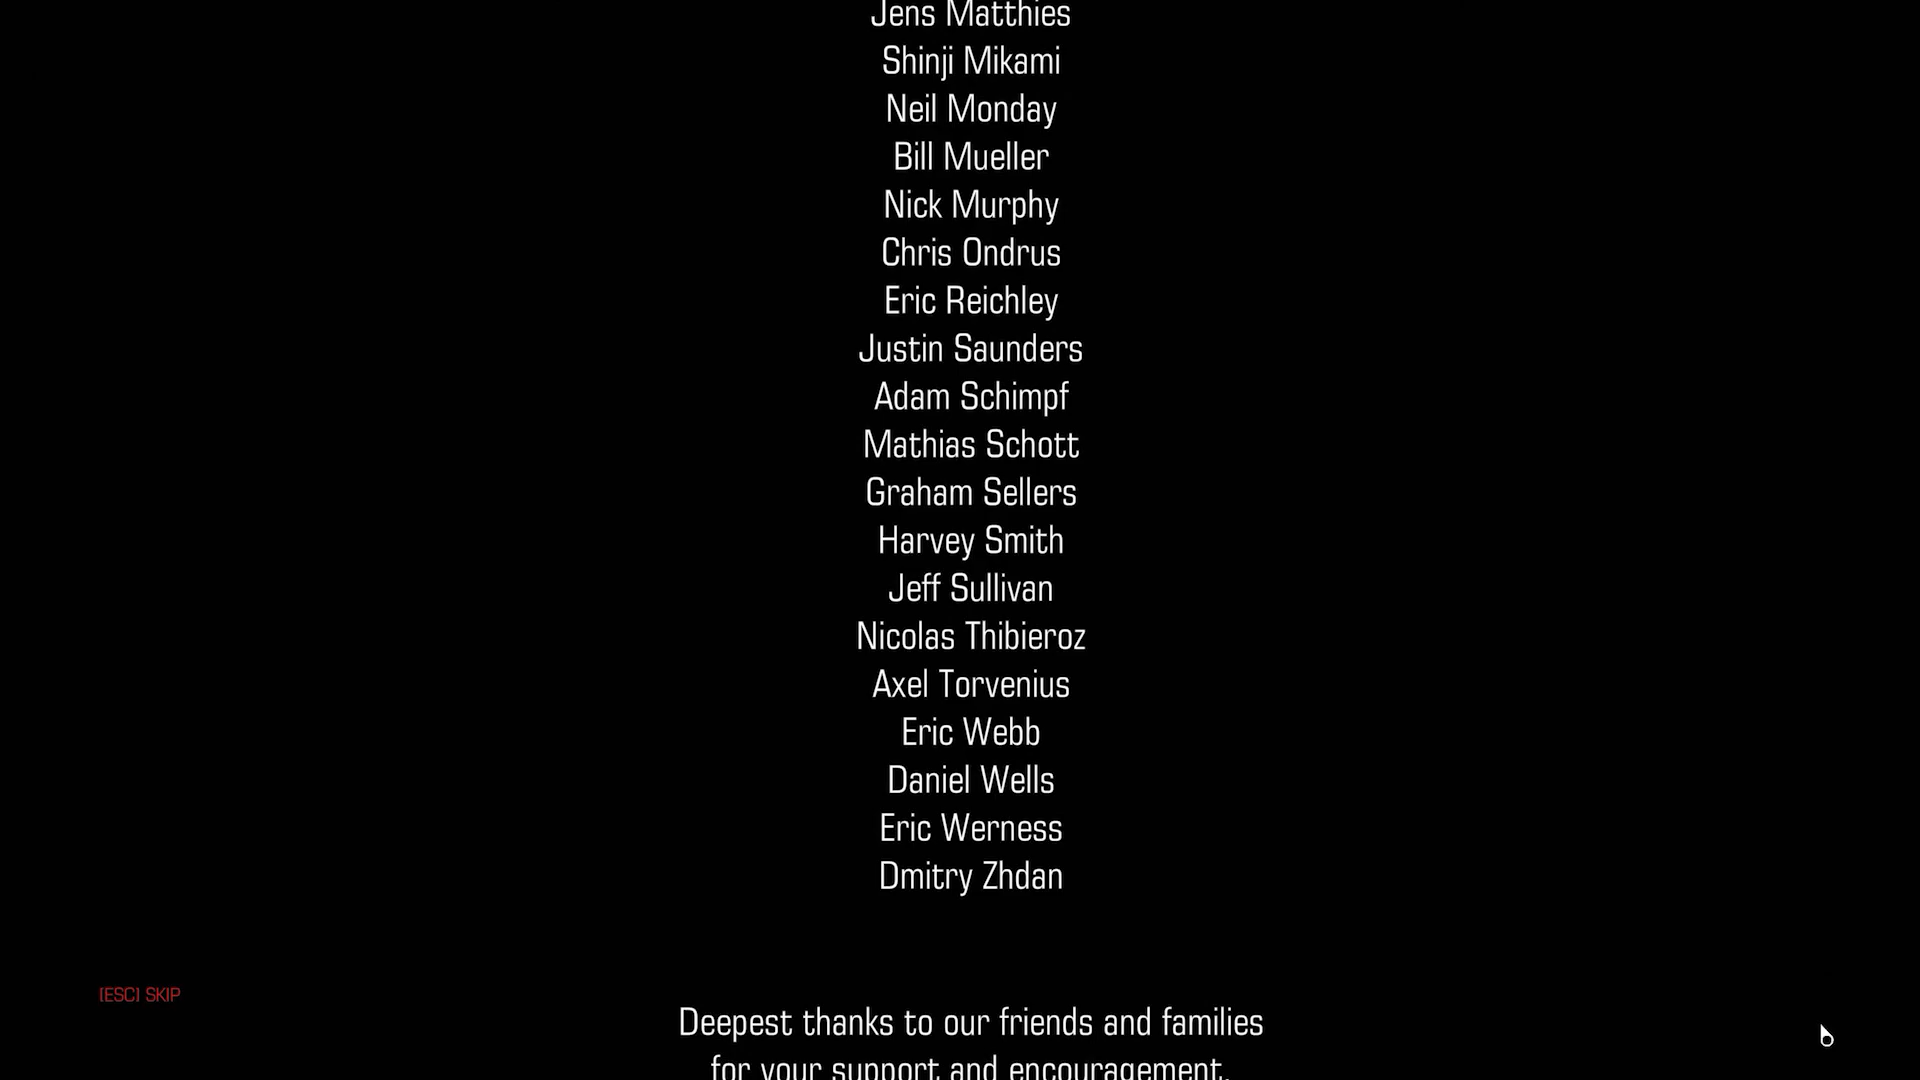 Jens Matthies
Shinji Mikami
Neil Monday
Bill Mueller
Nick Murphy
Chris Ondrus
Eric Reichley
Justin Saunders
Adam Schimpf
Mathias Schott
Graham Sellers
Harvey Smith
Jeff Sullivan
Nicolas Thibieroz
Axel Torvenius
Eric Webb
Daniel Wells
Eric Werness
Dmitry Zhdan
[ESC] SKIP
Deepest thanks to our friends and families
for your support and encouragement.